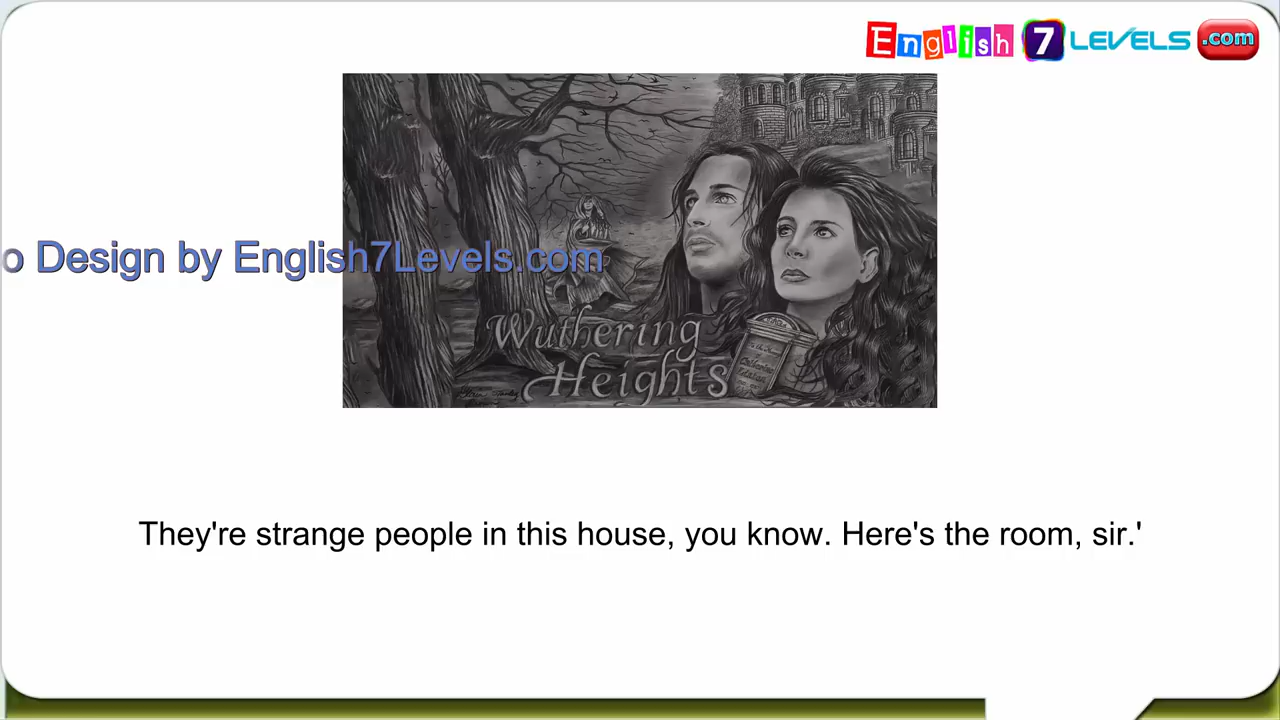 English 7 LEVELS .com
o Design by English7Levels.com
Wuthering
Heights
They're strange people in this house, you know. Here's the room, sir.'